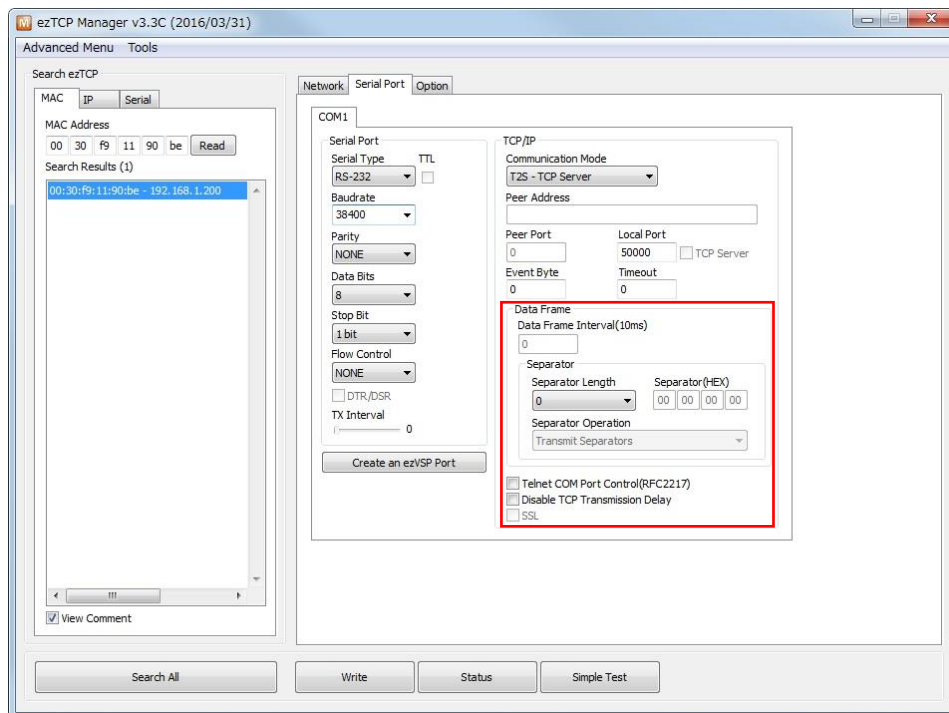 ezTCP Manager v3.3C (2016/03/31)
Advanced Menu Tools
Search ezTCP
MAC IP Serial
MAC Address
00 30 f9 11 90 be Read
Search Results (1)
00:30:f9:11:90:be - 192.168.1.200
View Comment
Network Serial Port Option
COM1
Serial Port
Serial Type TTL
RS-232
Baudrate
38400
Parity
NONE
Data Bits
8
Stop Bit
1 bit
Flow Control
NONE
DTR/DSR
TX Interval
0
Create an ezVSP Port
TCP/IP
Communication Mode
T2S - TCP Server
Peer Address
Peer Port Local Port
0 50000 TCP Server
Event Byte Timeout
0 0
Data Frame
Data Frame Interval(10ms)
0
Separator
Separator Length Separator(HEX)
0 00 00 00 00
Separator Operation
Transmit Separators
Telnet COM Port Control(RFC2217)
Disable TCP Transmission Delay
SSL
Search All Write Status Simple Test